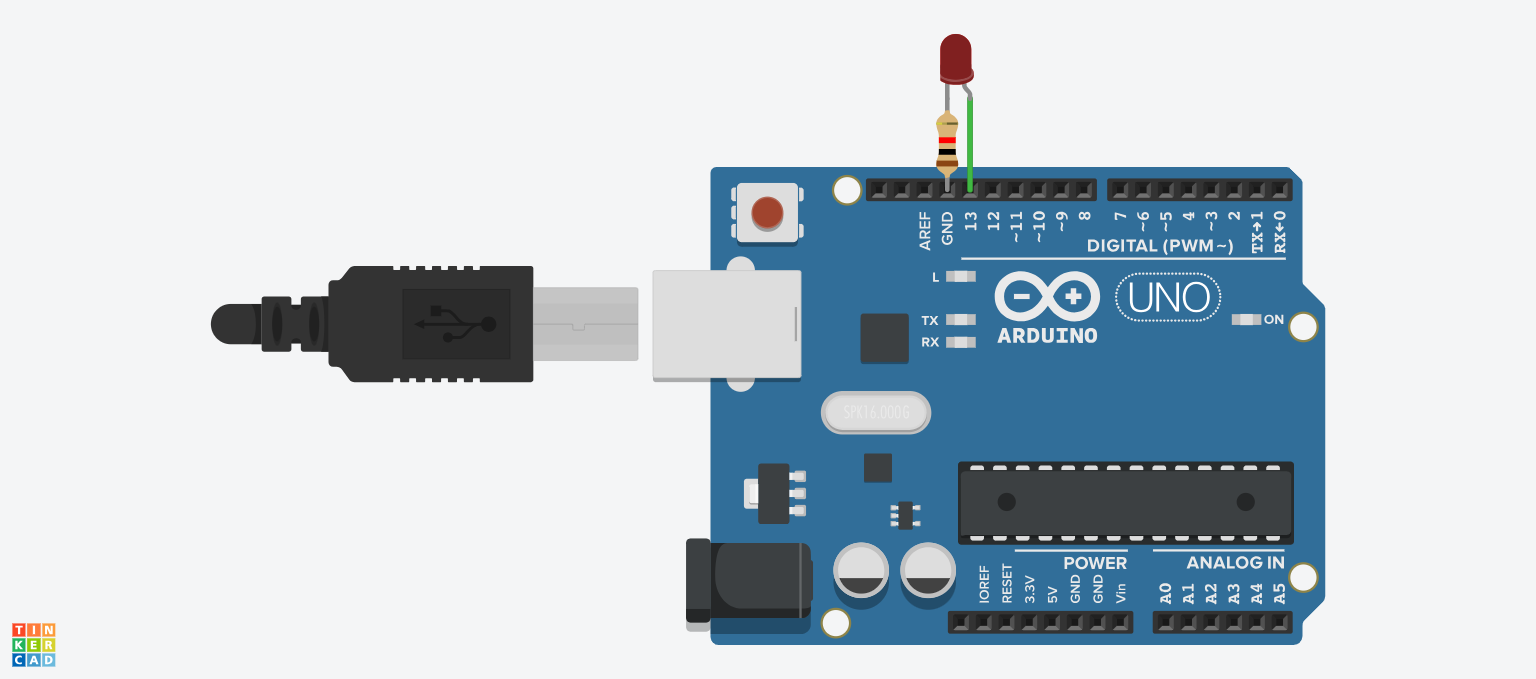 AREF
GND
13
12
~11
~10
~9
8
7
~6
~5
4
~3
2
TX→1
RX←0
DIGITAL (PWM ~)
L
TX
RX
ARDUINO
UNO
ON
SPK16.000G
POWER
ANALOG IN
IOREF
RESET
3.3V
5V
GND
GND
Vin
A0
A1
A2
A3
A4
A5
TIN
KER
CAD